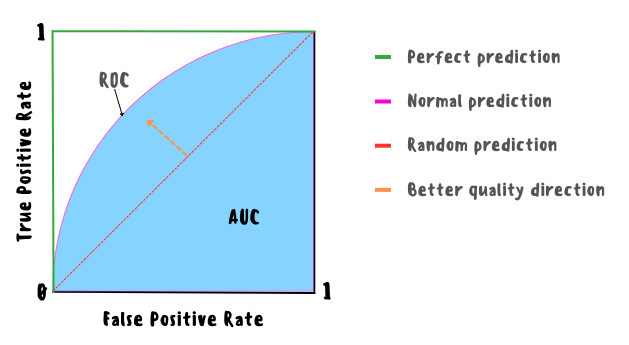 1
ROC
True Positive Rate
AUC
0
1
False Positive Rate
Perfect prediction
Normal prediction
Random prediction
Better quality direction